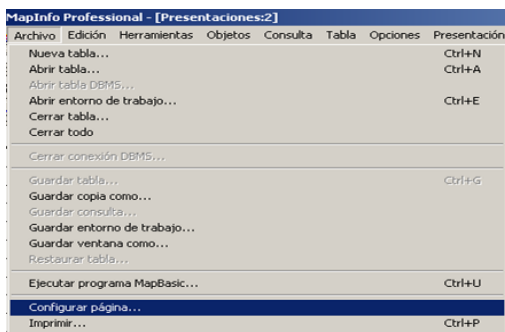 MapInfo Professional - [Presentaciones:2]
Archivo Edición Herramientas Objetos Consulta Tabla Opciones Presentación
Nueva tabla... Ctrl+N
Abrir tabla... Ctrl+A
Abrir tabla DBMS...
Abrir entorno de trabajo... Ctrl+E
Cerrar tabla...
Cerrar todo
Cerrar conexión DBMS...
Guardar tabla... Ctrl+G
Guardar copia como...
Guardar consulta...
Guardar entorno de trabajo...
Guardar ventana como...
Restaurar tabla...
Ejecutar programa MapBasic... Ctrl+U
Configurar página...
Imprimir... Ctrl+P